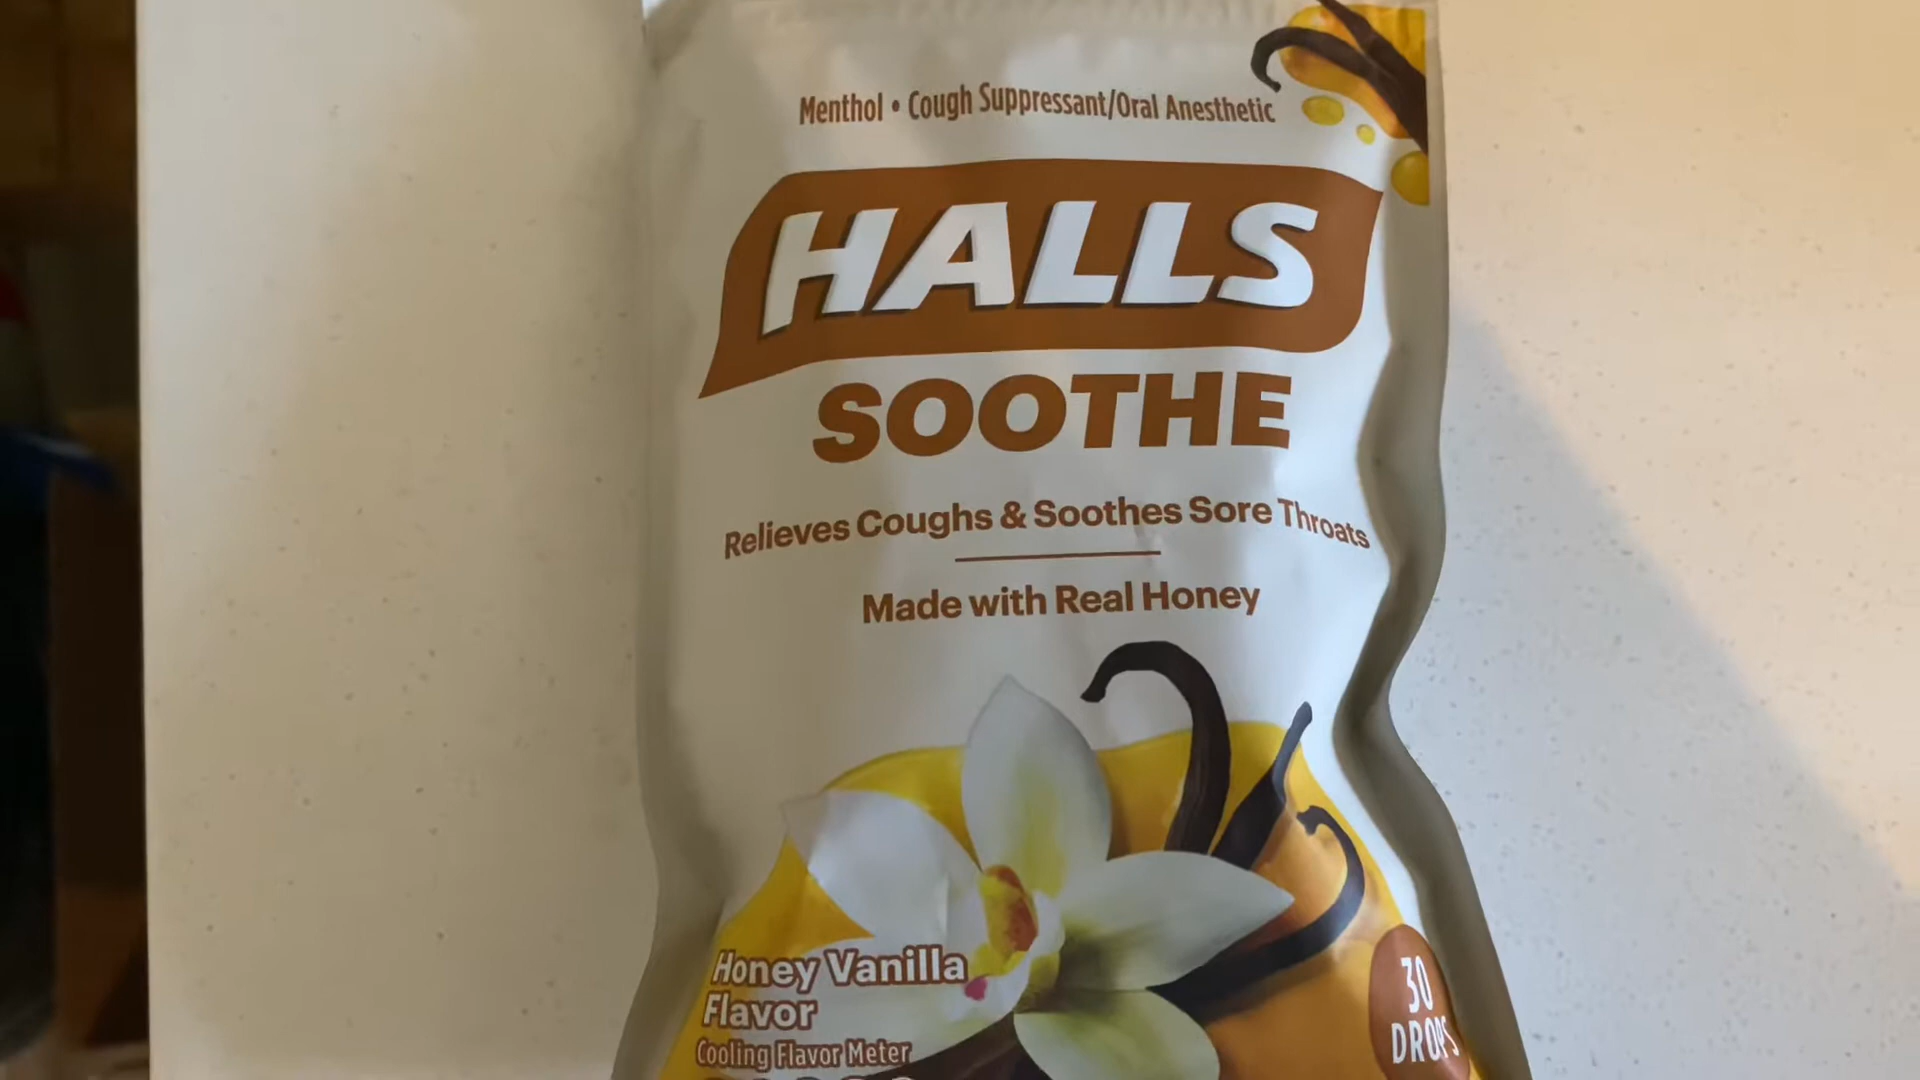 Menthol • Cough Suppressant/Oral Anesthetic
HALLS
SOOTHE
Relieves Coughs & Soothes Sore Throats
Made with Real Honey
Honey Vanilla
Flavor
Cooling Flavor Meter
30
DROPS